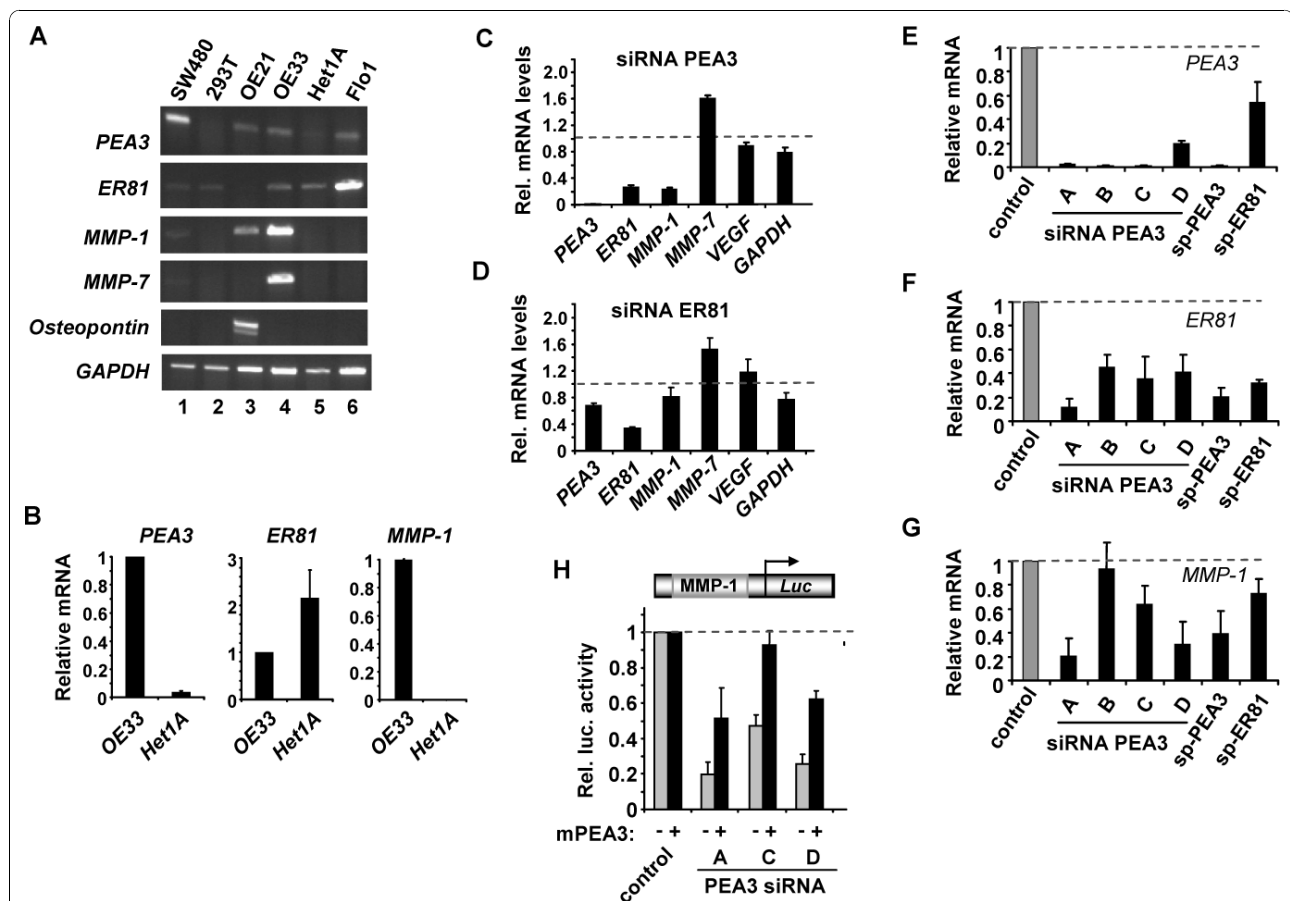 A
SW480
293T
OE21
OE33
Het1A
Flo1
PEA3
ER81
MMP-1
MMP-7
Osteopontin
GAPDH
1 2 3 4 5 6
B
PEA3 ER81 MMP-1
Relative mRNA
1
0.8
0.6
0.4
0.2
0
OE33
Het1A
3
2
1
0
OE33
Het1A
1
0.8
0.6
0.4
0.2
0
OE33
Het1A
C
siRNA PEA3
Rel. mRNA levels
2.0
1.6
1.2
0.8
0.4
0
PEA3
ER81
MMP-1
MMP-7
VEGF
GAPDH
D
siRNA ER81
Rel. mRNA levels
2.0
1.6
1.2
0.8
0.4
0
PEA3
ER81
MMP-1
MMP-7
VEGF
GAPDH
E
PEA3
Relative mRNA
1
0.8
0.6
0.4
0.2
0
control
A
B
C
D
sp-PEA3
sp-ER81
siRNA PEA3
F
ER81
Relative mRNA
1
0.8
0.6
0.4
0.2
0
control
A
B
C
D
sp-PEA3
sp-ER81
siRNA PEA3
G
MMP-1
Relative mRNA
1
0.8
0.6
0.4
0.2
0
control
A
B
C
D
sp-PEA3
sp-ER81
siRNA PEA3
H
MMP-1 Luc
Rel. luc. activity
1
0.8
0.6
0.4
0.2
0
mPEA3: - + - + - + - +
control
A C D
PEA3 siRNA